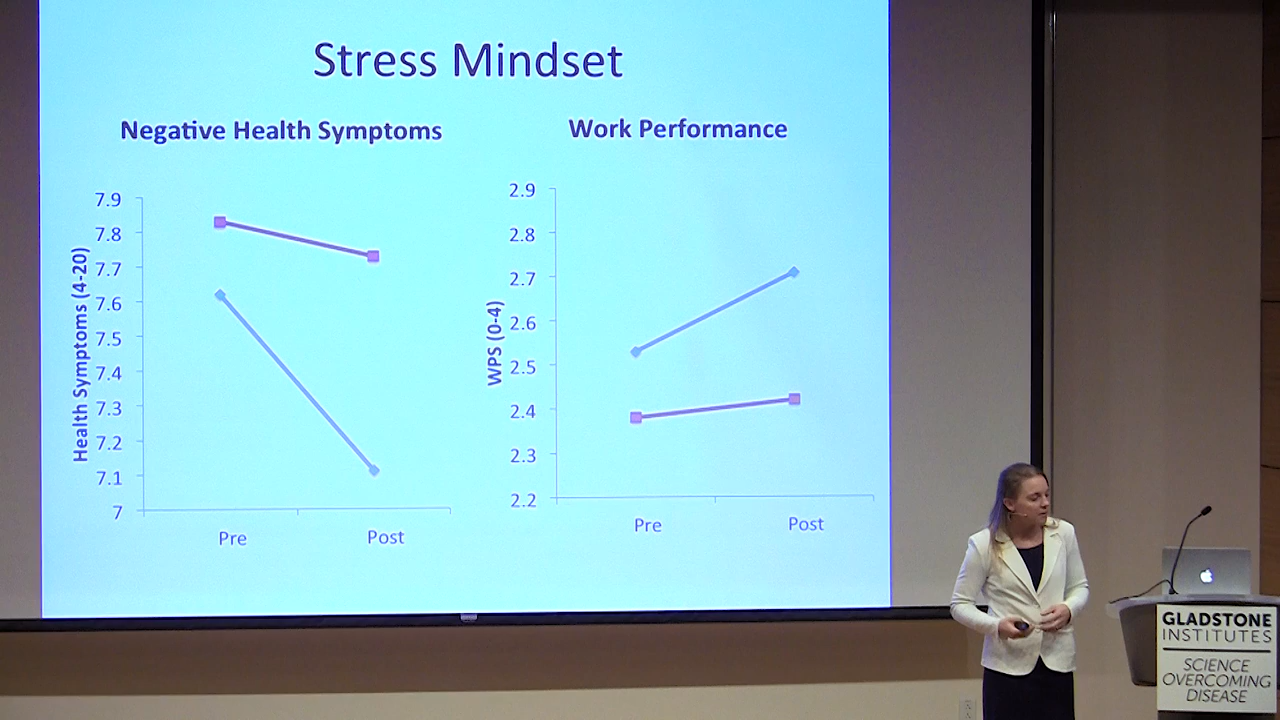 Stress Mindset
Negative Health Symptoms
Health Symptoms (4-20)
7.9
7.8
7.7
7.6
7.5
7.4
7.3
7.2
7.1
7
Pre
Post
Work Performance
WPS (0-4)
2.9
2.8
2.7
2.6
2.5
2.4
2.3
2.2
Pre
Post
GLADSTONE
INSTITUTES
SCIENCE
OVERCOMING
DISEASE